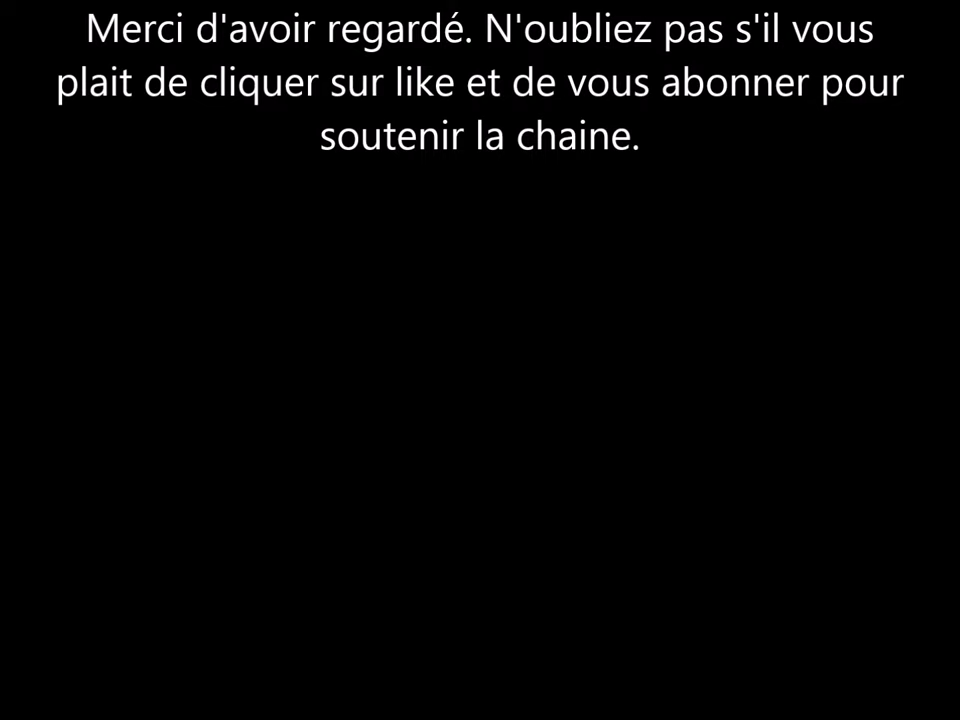 Merci d'avoir regardé. N'oubliez pas s'il vous
plait de cliquer sur like et de vous abonner pour
soutenir la chaine.